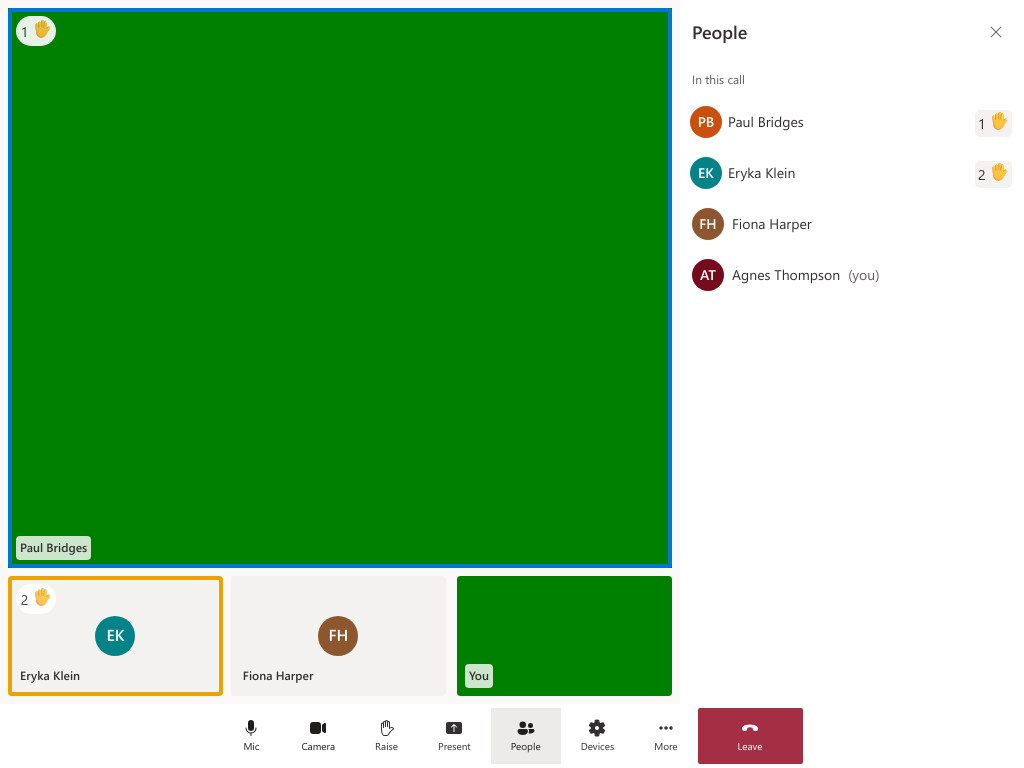 1
Paul Bridges
2
EK
Eryka Klein
FH
Fiona Harper
You
People
In this call
PB Paul Bridges 1
EK Eryka Klein 2
FH Fiona Harper
AT Agnes Thompson (you)
Mic Camera Raise Present People Devices More Leave